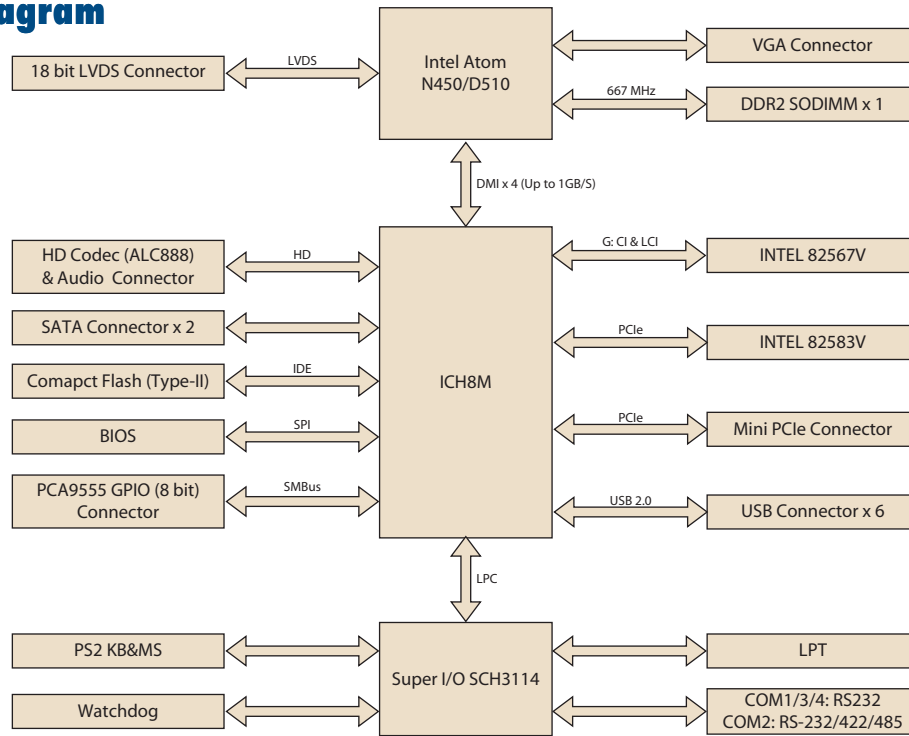 agram
18 bit LVDS Connector
LVDS
Intel Atom
N450/D510
VGA Connector
667 MHz
DDR2 SODIMM x 1
DMI x 4 (Up to 1GB/S)
HD Codec (ALC888)
& Audio Connector
HD
SATA Connector x 2
Comapct Flash (Type-II)
IDE
BIOS
SPI
PCA9555 GPIO (8 bit)
Connector
SMBus
ICH8M
G: CI & LCI
INTEL 82567V
PCIe
INTEL 82583V
PCIe
Mini PCIe Connector
USB 2.0
USB Connector x 6
LPC
PS2 KB&MS
Watchdog
Super I/O SCH3114
LPT
COM1/3/4: RS232
COM2: RS-232/422/485